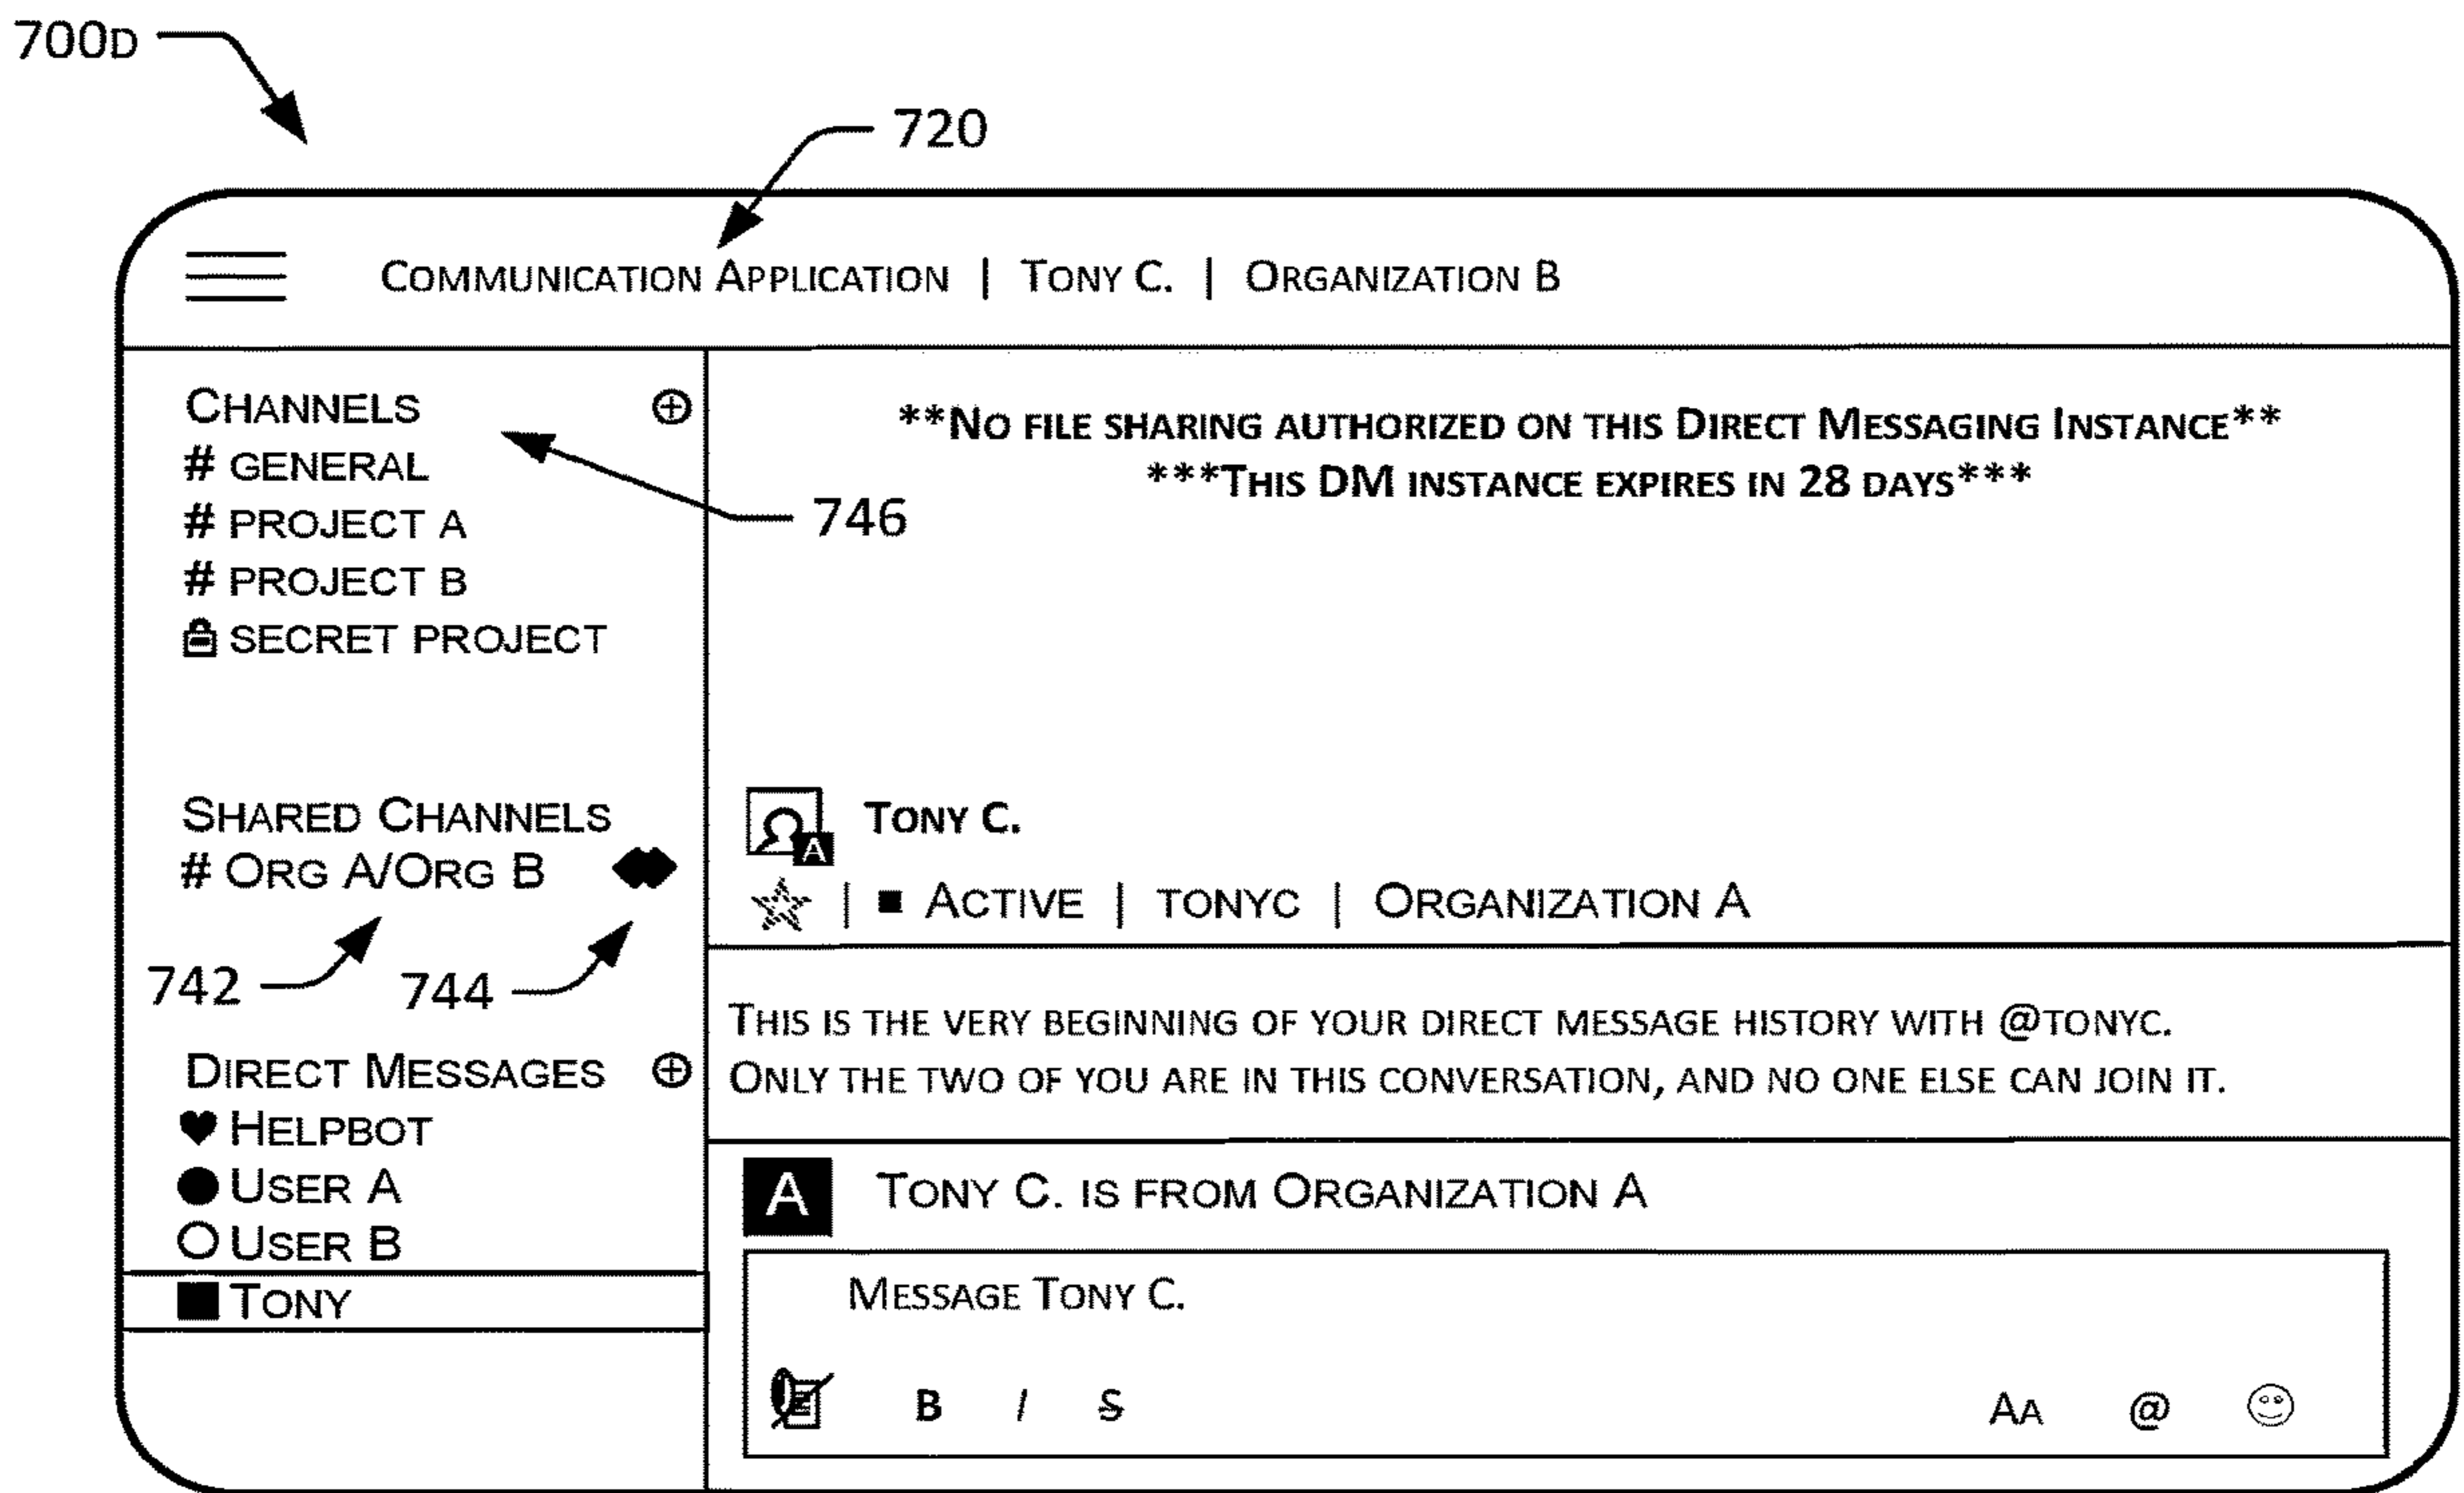 700D
720
COMMUNICATION APPLICATION | TONY C. | ORGANIZATION B
CHANNELS
# GENERAL
# PROJECT A
# PROJECT B
SECRET PROJECT
746
SHARED CHANNELS
# ORG A/ORG B
742
744
DIRECT MESSAGES
HELPBOT
USER A
USER B
TONY
**NO FILE SHARING AUTHORIZED ON THIS DIRECT MESSAGING INSTANCE**
***THIS DM INSTANCE EXPIRES IN 28 DAYS***
A
TONY C.
| ACTIVE | TONYC | ORGANIZATION A
THIS IS THE VERY BEGINNING OF YOUR DIRECT MESSAGE HISTORY WITH @TONYC.
ONLY THE TWO OF YOU ARE IN THIS CONVERSATION, AND NO ONE ELSE CAN JOIN IT.
A TONY C. IS FROM ORGANIZATION A
MESSAGE TONY C.
B I S AA @